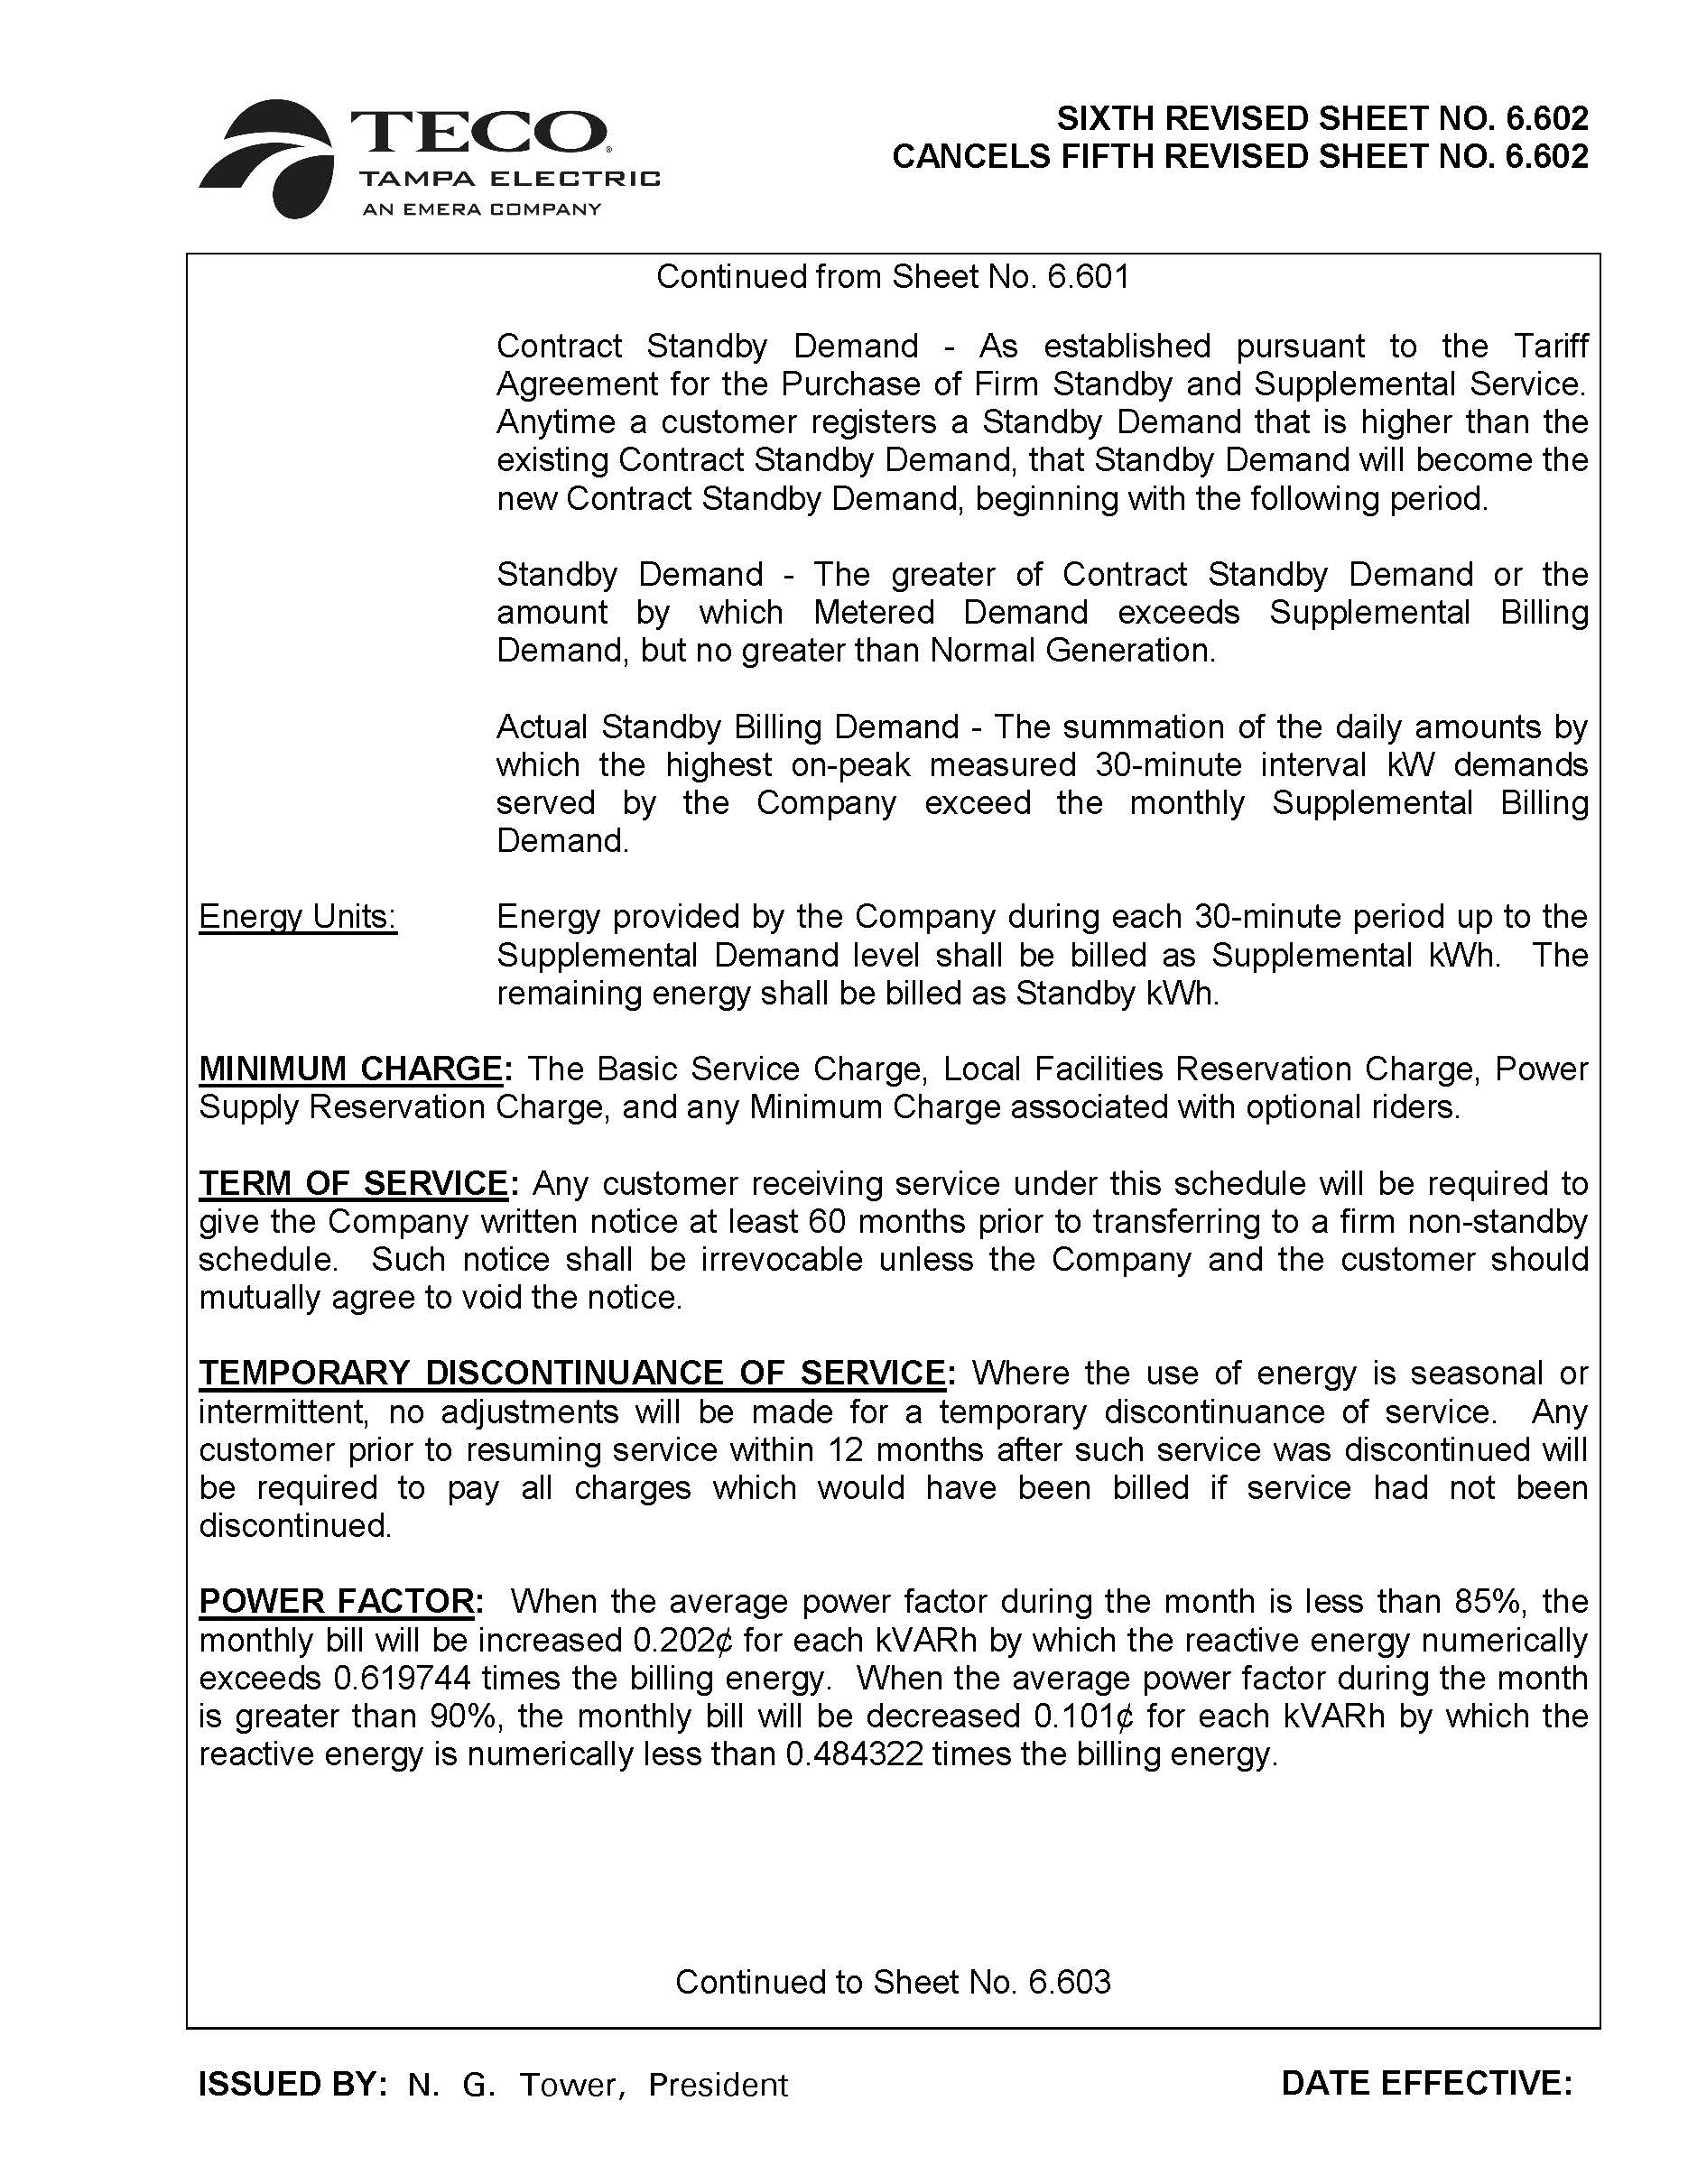 TECO®
TAMPA ELECTRIC
AN EMERA COMPANY
SIXTH REVISED SHEET NO. 6.602
CANCELS FIFTH REVISED SHEET NO. 6.602
Continued from Sheet No. 6.601
Contract Standby Demand - As established pursuant to the Tariff
Agreement for the Purchase of Firm Standby and Supplemental Service.
Anytime a customer registers a Standby Demand that is higher than the
existing Contract Standby Demand, that Standby Demand will become the
new Contract Standby Demand, beginning with the following period.
Standby Demand - The greater of Contract Standby Demand or the
amount by which Metered Demand exceeds Supplemental Billing
Demand, but no greater than Normal Generation.
Actual Standby Billing Demand - The summation of the daily amounts by
which the highest on-peak measured 30-minute interval kW demands
served by the Company exceed the monthly Supplemental Billing
Demand.
Energy Units: Energy provided by the Company during each 30-minute period up to the
Supplemental Demand level shall be billed as Supplemental kWh. The
remaining energy shall be billed as Standby kWh.
MINIMUM CHARGE: The Basic Service Charge, Local Facilities Reservation Charge, Power
Supply Reservation Charge, and any Minimum Charge associated with optional riders.
TERM OF SERVICE: Any customer receiving service under this schedule will be required to
give the Company written notice at least 60 months prior to transferring to a firm non-standby
schedule. Such notice shall be irrevocable unless the Company and the customer should
mutually agree to void the notice.
TEMPORARY DISCONTINUANCE OF SERVICE: Where the use of energy is seasonal or
intermittent, no adjustments will be made for a temporary discontinuance of service. Any
customer prior to resuming service within 12 months after such service was discontinued will
be required to pay all charges which would have been billed if service had not been
discontinued.
POWER FACTOR: When the average power factor during the month is less than 85%, the
monthly bill will be increased 0.202¢ for each kVARh by which the reactive energy numerically
exceeds 0.619744 times the billing energy. When the average power factor during the month
is greater than 90%, the monthly bill will be decreased 0.101¢ for each kVARh by which the
reactive energy is numerically less than 0.484322 times the billing energy.
Continued to Sheet No. 6.603
ISSUED BY: N. G. Tower, President
DATE EFFECTIVE: